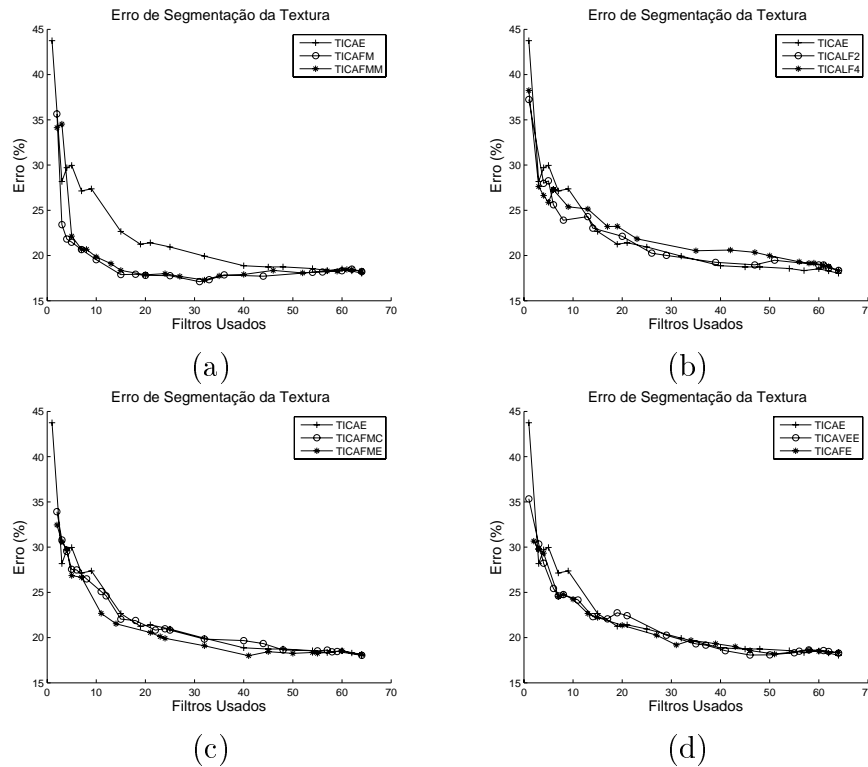 Erro de Segmentação da Textura
45
40
35
30
25
20
15
Erro (%)
0 10 20 30 40 50 60 70
Filtros Usados
TICAE
TICAFM
TICAFMM
(a)
Erro de Segmentação da Textura
45
40
35
30
25
20
15
Erro (%)
0 10 20 30 40 50 60 70
Filtros Usados
TICAE
TICALF2
TICALF4
(b)
Erro de Segmentação da Textura
45
40
35
30
25
20
15
Erro (%)
0 10 20 30 40 50 60 70
Filtros Usados
TICAE
TICAFMC
TICAFME
(c)
Erro de Segmentação da Textura
45
40
35
30
25
20
15
Erro (%)
0 10 20 30 40 50 60 70
Filtros Usados
TICAE
TICAVEE
TICAFE
(d)